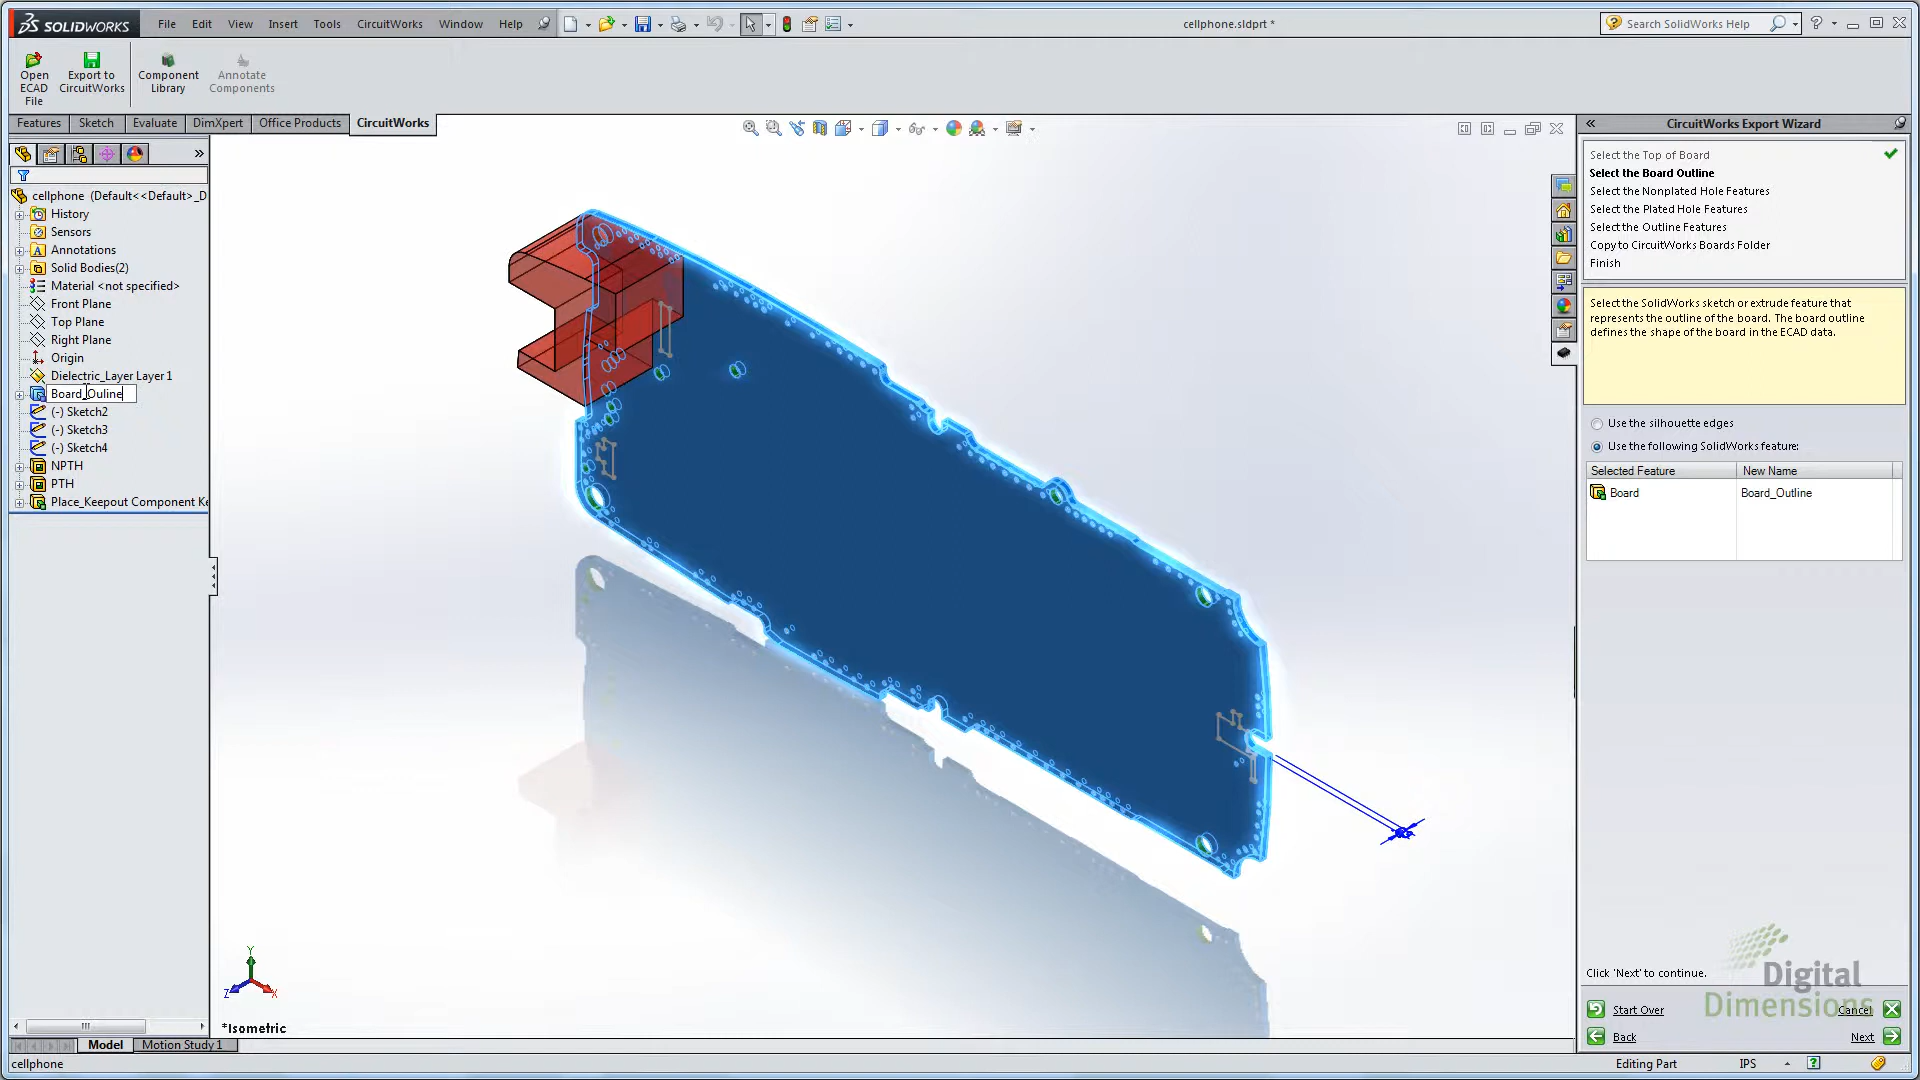 SOLIDWORKS File Edit View Insert Tools CircuitWorks Window Help cellphone.sldprt * Search SolidWorks Help
Open ECAD File
Export to CircuitWorks
Component Library
Annotate Components
Features Sketch Evaluate DimXpert Office Products CircuitWorks
cellphone (Default<<Default>_D
History
Sensors
Annotations
Solid Bodies(2)
Material <not specified>
Front Plane
Top Plane
Right Plane
Origin
Dielectric_Layer Layer 1
Board_Ouline
(-) Sketch2
(-) Sketch3
(-) Sketch4
NPTH
PTH
Place_Keepout Component Ke
Y
Z
X
*Isometric
CircuitWorks Export Wizard
Select the Top of Board
Select the Board Outline
Select the Nonplated Hole Features
Select the Plated Hole Features
Select the Outline Features
Copy to CircuitWorks Boards Folder
Finish
Select the SolidWorks sketch or extrude feature that
represents the outline of the board. The board outline
defines the shape of the board in the ECAD data.
Use the silhouette edges
Use the following SolidWorks feature:
Selected Feature New Name
Board Board_Outline
Click 'Next' to continue.
Digital
Dimensions
Start Over Cancel
Back Next
Model Motion Study 1
cellphone Editing Part IPS